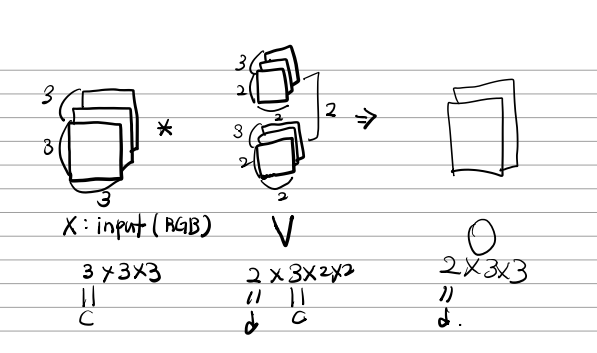 3
3
3
*
3
2
2
3
2
2
2
⇒
X: input (RGB)
V
O
3 × 3 × 3
2 × 3 × 2 × 2
2 × 3 × 3
||
c
||
d
||
c
||
d.